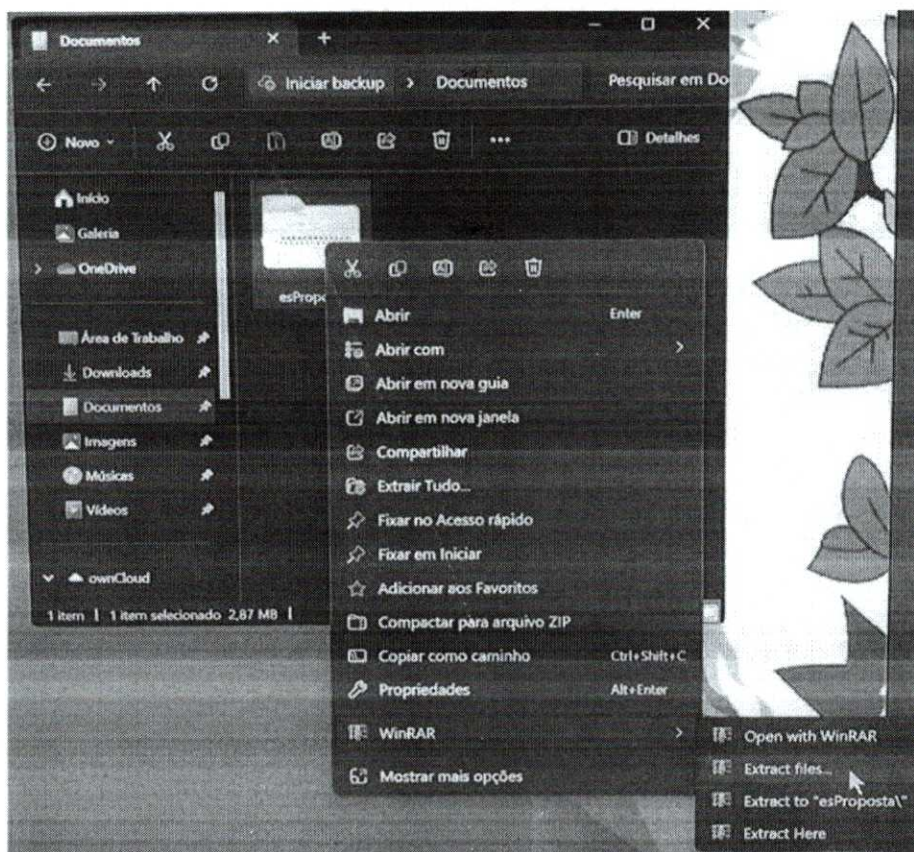 Documentos
Iniciar backup > Documentos
Pesquisar em Do
Novo
Detalhes
Início
Galeria
OneDrive
Área de Trabalho
Downloads
Documentos
Imagens
Músicas
Vídeos
ownCloud
1 item | 1 item selecionado 2,87 MB |
esPropo
Abrir Enter
Abrir com
Abrir em nova guia
Abrir em nova janela
Compartilhar
Extrair Tudo...
Fixar no Acesso rápido
Fixar em Iniciar
Adicionar aos Favoritos
Compactar para arquivo ZIP
Copiar como caminho Ctrl+Shift+C
Propriedades Alt+Enter
WinRAR
Mostrar mais opções
Open with WinRAR
Extract files...
Extract to "esProposta\"
Extract Here